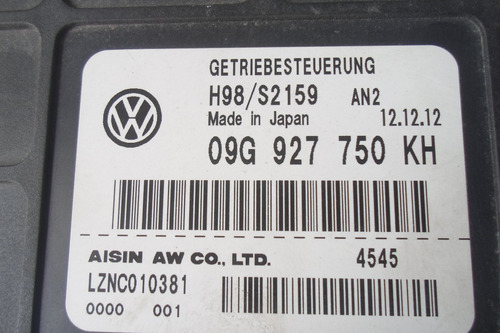 GETRIEBESTEUERUNG
H98/S2159 AN2
Made in Japan 12.12.12
09G 927 750 KH
AISIN AW CO., LTD. 4545
LZNC010381
0000 001